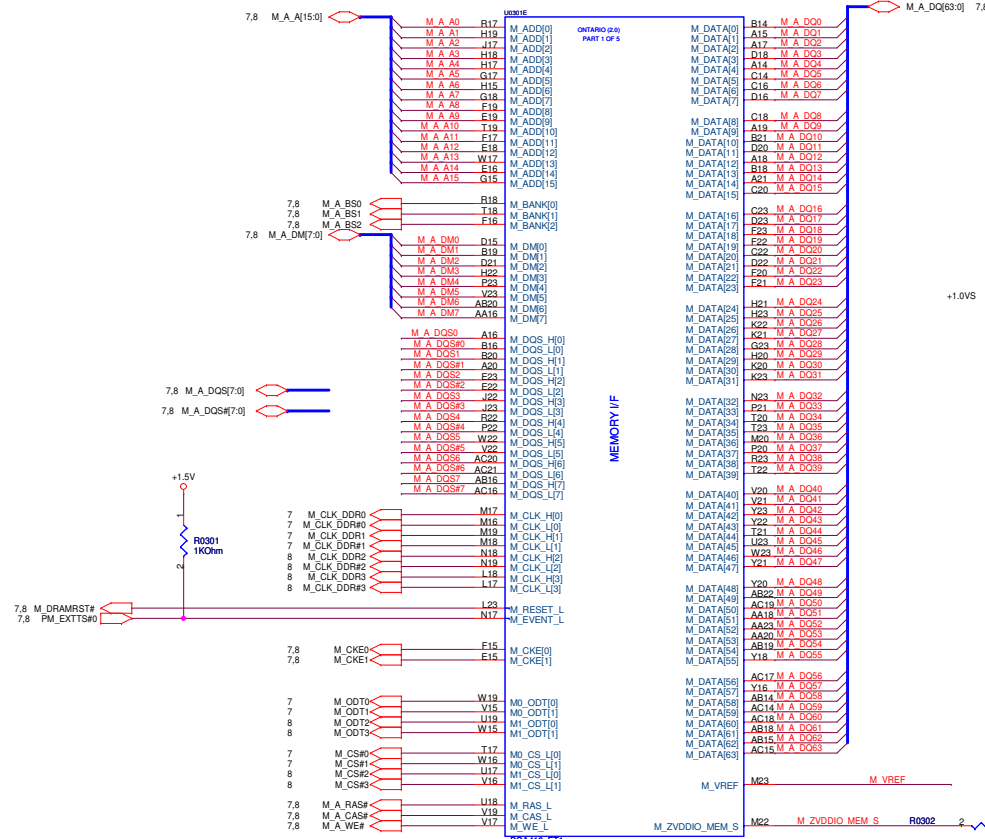 U0301E
ONTARIO (2.0)
PART 1 OF 5
MEMORY I/F
7,8 M_A_A[15:0]
M_A_A0 R17 M_ADD[0]
M_A_A1 H19 M_ADD[1]
M_A_A2 J17 M_ADD[2]
M_A_A3 H18 M_ADD[3]
M_A_A4 H17 M_ADD[4]
M_A_A5 G17 M_ADD[5]
M_A_A6 H15 M_ADD[6]
M_A_A7 G18 M_ADD[7]
M_A_A8 F19 M_ADD[8]
M_A_A9 E19 M_ADD[9]
M_A_A10 T19 M_ADD[10]
M_A_A11 F17 M_ADD[11]
M_A_A12 E18 M_ADD[12]
M_A_A13 W17 M_ADD[13]
M_A_A14 E16 M_ADD[14]
M_A_A15 G15 M_ADD[15]
7,8 M_A_BS0 R18 M_BANK[0]
7,8 M_A_BS1 T18 M_BANK[1]
7,8 M_A_BS2 F16 M_BANK[2]
7,8 M_A_DM[7:0]
M_A_DM0 D15 M_DM[0]
M_A_DM1 B19 M_DM[1]
M_A_DM2 D21 M_DM[2]
M_A_DM3 H22 M_DM[3]
M_A_DM4 P23 M_DM[4]
M_A_DM5 V23 M_DM[5]
M_A_DM6 AB20 M_DM[6]
M_A_DM7 AA16 M_DM[7]
M_A_DQS0 A16 M_DQS_H[0]
M_A_DQS#0 B16 M_DQS_L[0]
M_A_DQS1 B20 M_DQS_H[1]
M_A_DQS#1 A20 M_DQS_L[1]
M_A_DQS2 E23 M_DQS_H[2]
M_A_DQS#2 E22 M_DQS_L[2]
M_A_DQS3 J22 M_DQS_H[3]
M_A_DQS#3 J23 M_DQS_L[3]
M_A_DQS4 R22 M_DQS_H[4]
M_A_DQS#4 P22 M_DQS_L[4]
M_A_DQS5 W22 M_DQS_H[5]
M_A_DQS#5 V22 M_DQS_L[5]
M_A_DQS6 AC20 M_DQS_H[6]
M_A_DQS#6 AC21 M_DQS_L[6]
M_A_DQS7 AB16 M_DQS_H[7]
M_A_DQS#7 AC16 M_DQS_L[7]
7,8 M_A_DQS[7:0]
7,8 M_A_DQS#[7:0]
+1.5V
1
R0301
1KOhm
2
7 M_CLK_DDR0 M17 M_CLK_H[0]
7 M_CLK_DDR#0 M16 M_CLK_L[0]
7 M_CLK_DDR1 M19 M_CLK_H[1]
7 M_CLK_DDR#1 M18 M_CLK_L[1]
8 M_CLK_DDR2 N18 M_CLK_H[2]
8 M_CLK_DDR#2 N19 M_CLK_L[2]
8 M_CLK_DDR3 L18 M_CLK_H[3]
8 M_CLK_DDR#3 L17 M_CLK_L[3]
7,8 M_DRAMRST# L23 M_RESET_L
7,8 PM_EXTTS#0 N17 M_EVENT_L
7,8 M_CKE0 F15 M_CKE[0]
7,8 M_CKE1 E15 M_CKE[1]
7 M_ODT0 W19 M0_ODT[0]
7 M_ODT1 V15 M0_ODT[1]
8 M_ODT2 U19 M1_ODT[0]
8 M_ODT3 W15 M1_ODT[1]
7 M_CS#0 T17 M0_CS_L[0]
7 M_CS#1 W16 M0_CS_L[1]
8 M_CS#2 U17 M1_CS_L[0]
8 M_CS#3 V16 M1_CS_L[1]
7,8 M_A_RAS# U18 M_RAS_L
7,8 M_A_CAS# V19 M_CAS_L
7,8 M_A_WE# V17 M_WE_L
M_A_DQ[63:0]
M_DATA[0] B14 M_A_DQ0
M_DATA[1] A15 M_A_DQ1
M_DATA[2] A17 M_A_DQ2
M_DATA[3] D18 M_A_DQ3
M_DATA[4] A14 M_A_DQ4
M_DATA[5] C14 M_A_DQ5
M_DATA[6] C16 M_A_DQ6
M_DATA[7] D16 M_A_DQ7
M_DATA[8] C18 M_A_DQ8
M_DATA[9] A19 M_A_DQ9
M_DATA[10] B21 M_A_DQ10
M_DATA[11] D20 M_A_DQ11
M_DATA[12] A18 M_A_DQ12
M_DATA[13] B18 M_A_DQ13
M_DATA[14] A21 M_A_DQ14
M_DATA[15] C20 M_A_DQ15
M_DATA[16] C23 M_A_DQ16
M_DATA[17] D23 M_A_DQ17
M_DATA[18] F23 M_A_DQ18
M_DATA[19] F22 M_A_DQ19
M_DATA[20] C22 M_A_DQ20
M_DATA[21] D22 M_A_DQ21
M_DATA[22] F20 M_A_DQ22
M_DATA[23] F21 M_A_DQ23
M_DATA[24] H21 M_A_DQ24
M_DATA[25] H23 M_A_DQ25
M_DATA[26] K22 M_A_DQ26
M_DATA[27] K21 M_A_DQ27
M_DATA[28] G23 M_A_DQ28
M_DATA[29] H20 M_A_DQ29
M_DATA[30] K20 M_A_DQ30
M_DATA[31] K23 M_A_DQ31
M_DATA[32] N23 M_A_DQ32
M_DATA[33] P21 M_A_DQ33
M_DATA[34] T20 M_A_DQ34
M_DATA[35] T23 M_A_DQ35
M_DATA[36] M20 M_A_DQ36
M_DATA[37] P20 M_A_DQ37
M_DATA[38] R23 M_A_DQ38
M_DATA[39] T22 M_A_DQ39
M_DATA[40] V20 M_A_DQ40
M_DATA[41] V21 M_A_DQ41
M_DATA[42] Y23 M_A_DQ42
M_DATA[43] Y22 M_A_DQ43
M_DATA[44] T21 M_A_DQ44
M_DATA[45] U23 M_A_DQ45
M_DATA[46] W23 M_A_DQ46
M_DATA[47] Y21 M_A_DQ47
M_DATA[48] Y20 M_A_DQ48
M_DATA[49] AB22 M_A_DQ49
M_DATA[50] AC19 M_A_DQ50
M_DATA[51] AA18 M_A_DQ51
M_DATA[52] AA23 M_A_DQ52
M_DATA[53] AA20 M_A_DQ53
M_DATA[54] AB19 M_A_DQ54
M_DATA[55] Y18 M_A_DQ55
M_DATA[56] AC17 M_A_DQ56
M_DATA[57] Y16 M_A_DQ57
M_DATA[58] AB14 M_A_DQ58
M_DATA[59] AC14 M_A_DQ59
M_DATA[60] AC18 M_A_DQ60
M_DATA[61] AB18 M_A_DQ61
M_DATA[62] AB15 M_A_DQ62
M_DATA[63] AC15 M_A_DQ63
+1.0VS
M_VREF M23 M_VREF
M_ZVDDIO_MEM_S M22 M_ZVDDIO_MEM_S R0302 2